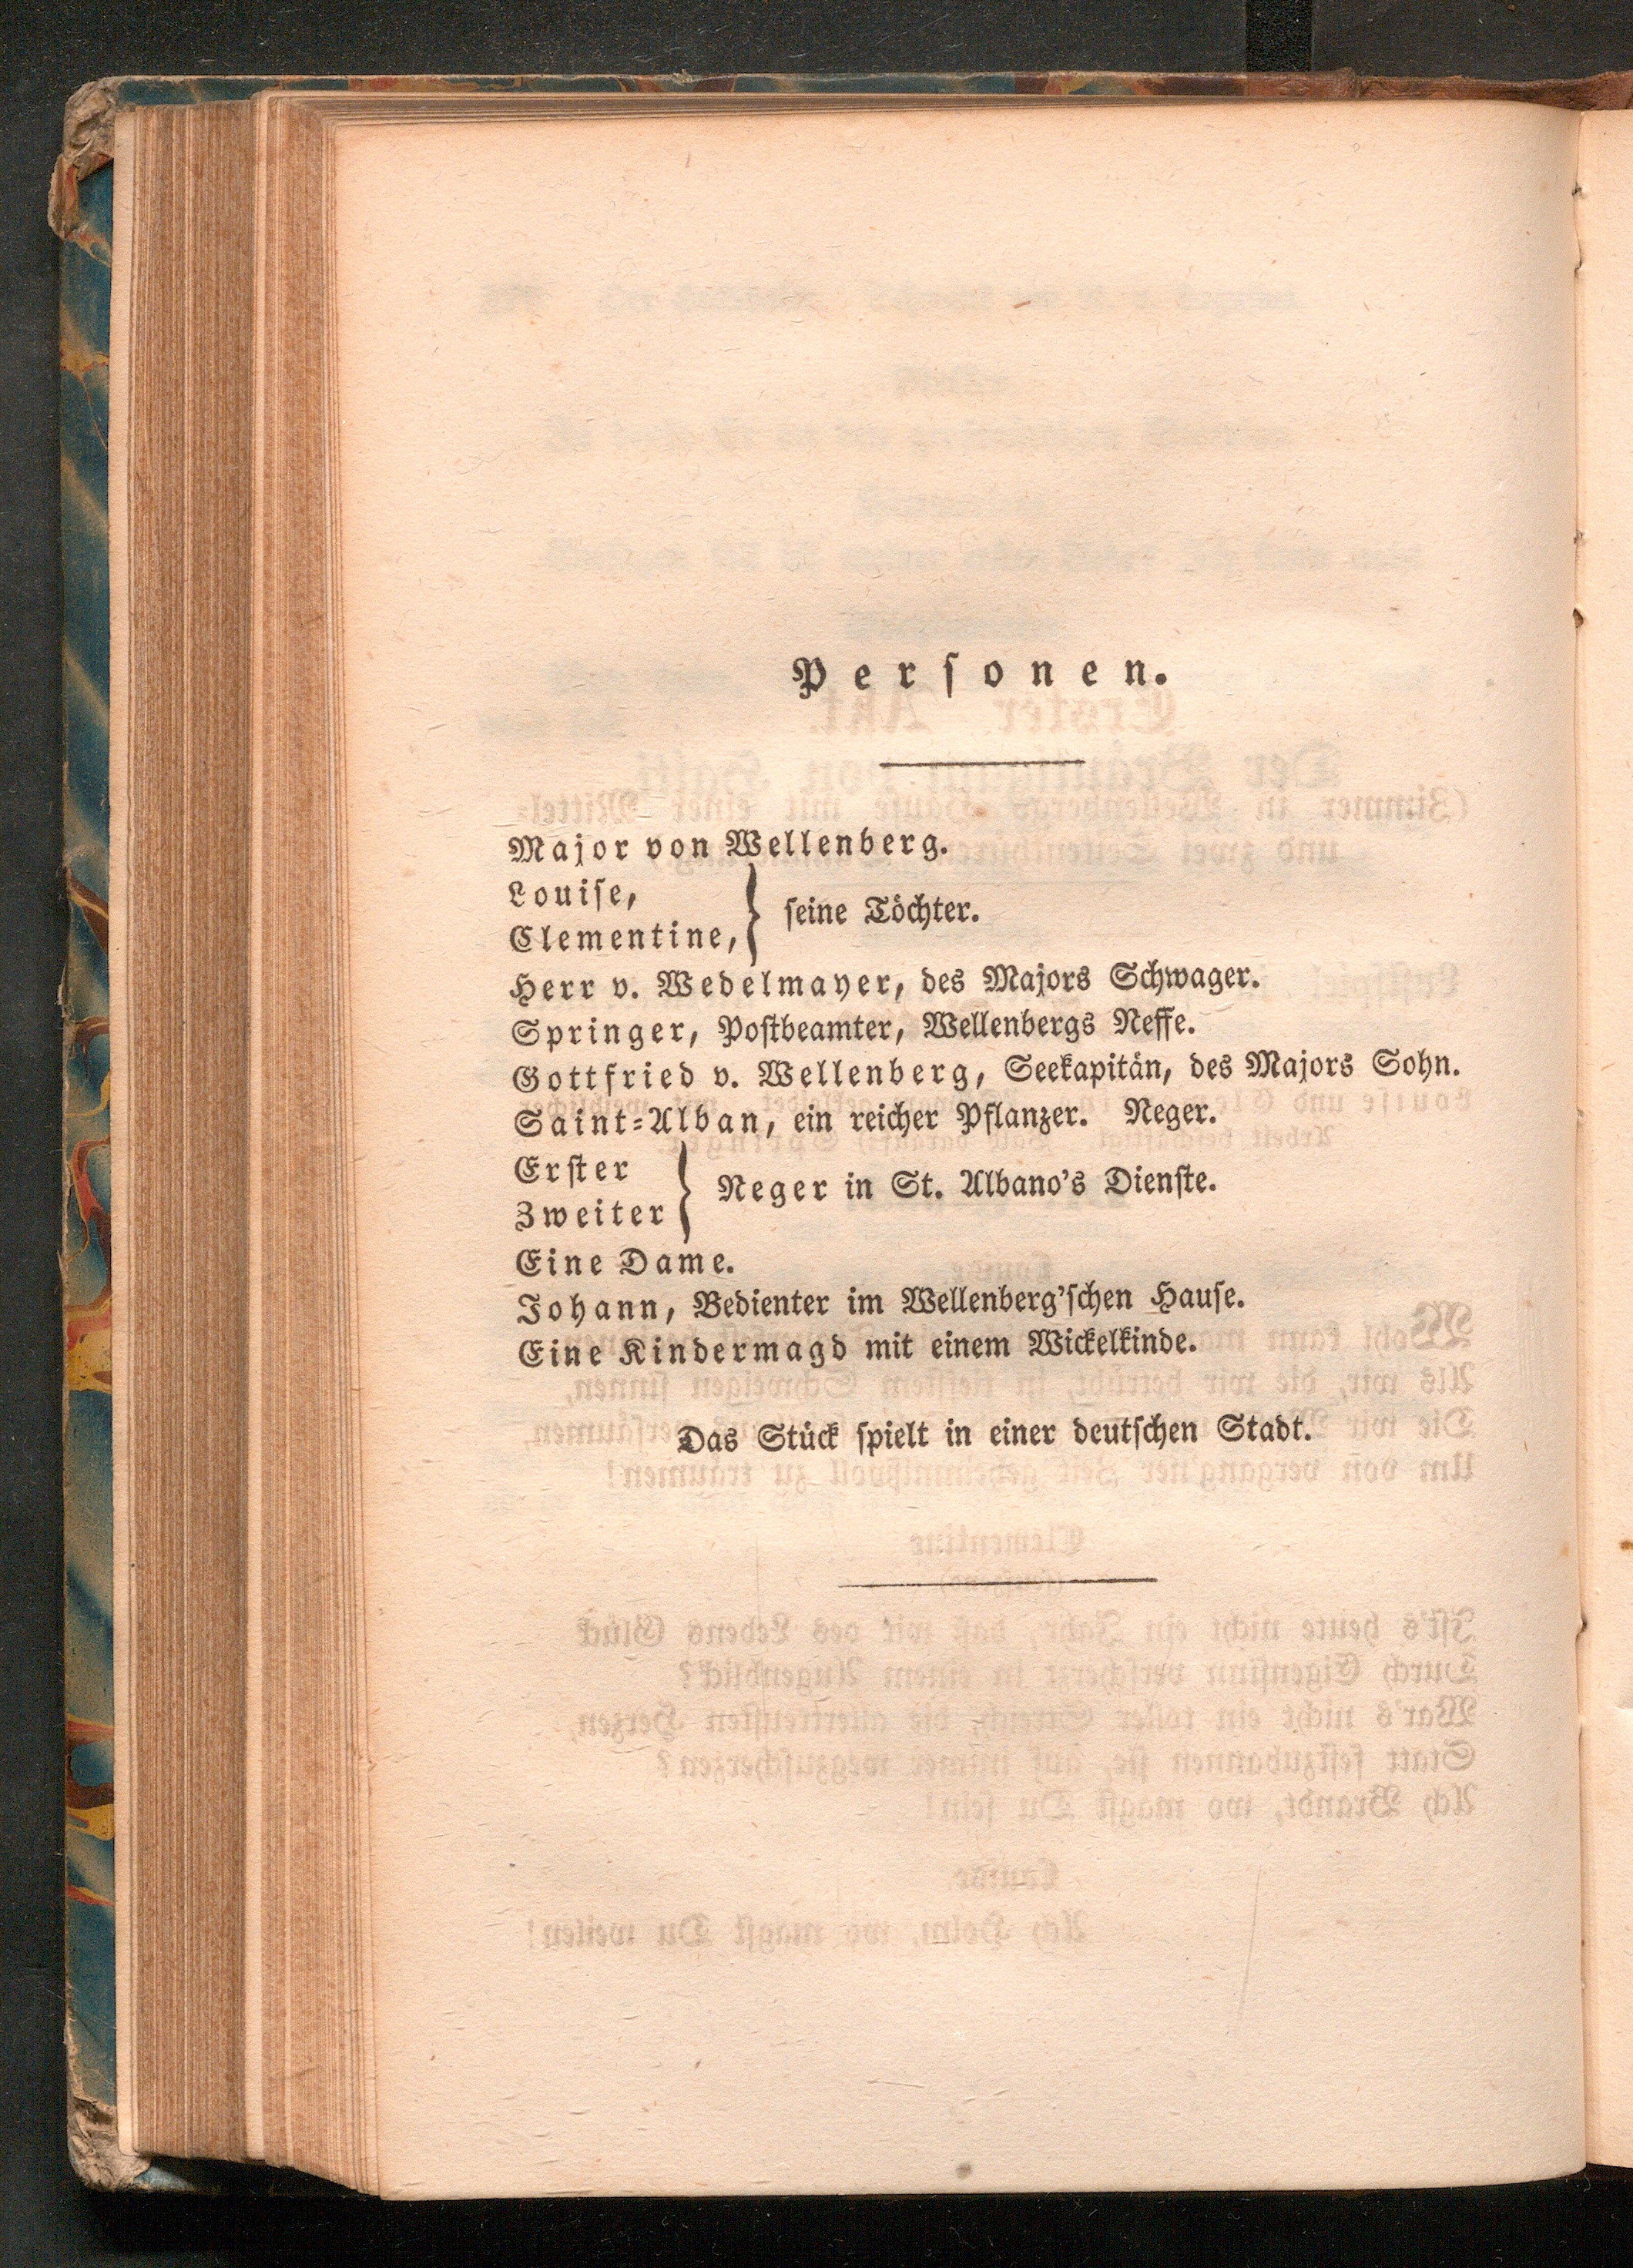 Perſonen.
Major von Wellenberg.
Louiſe,
Clementine, } ſeine Töchter.
Herr v. Wedelmayer, des Majors Schwager.
Springer, Poſtbeamter, Wellenbergs Neffe.
Gottfried v. Wellenberg, Seekapitän, des Majors Sohn.
Saint-Alban, ein reicher Pflanzer. Neger.
Erſter
Zweiter } Neger in St. Albano's Dienſte.
Eine Dame.
Johann, Bedienter im Wellenberg'ſchen Hauſe.
Eine Kindermagd mit einem Wickelkinde.
Das Stück ſpielt in einer deutſchen Stadt.